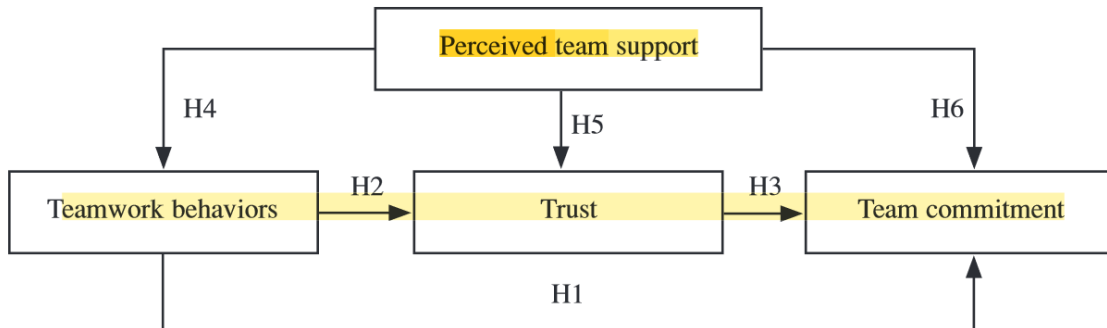 Perceived team support
H4
H5
H6
Teamwork behaviors
H2
Trust
H3
Team commitment
H1